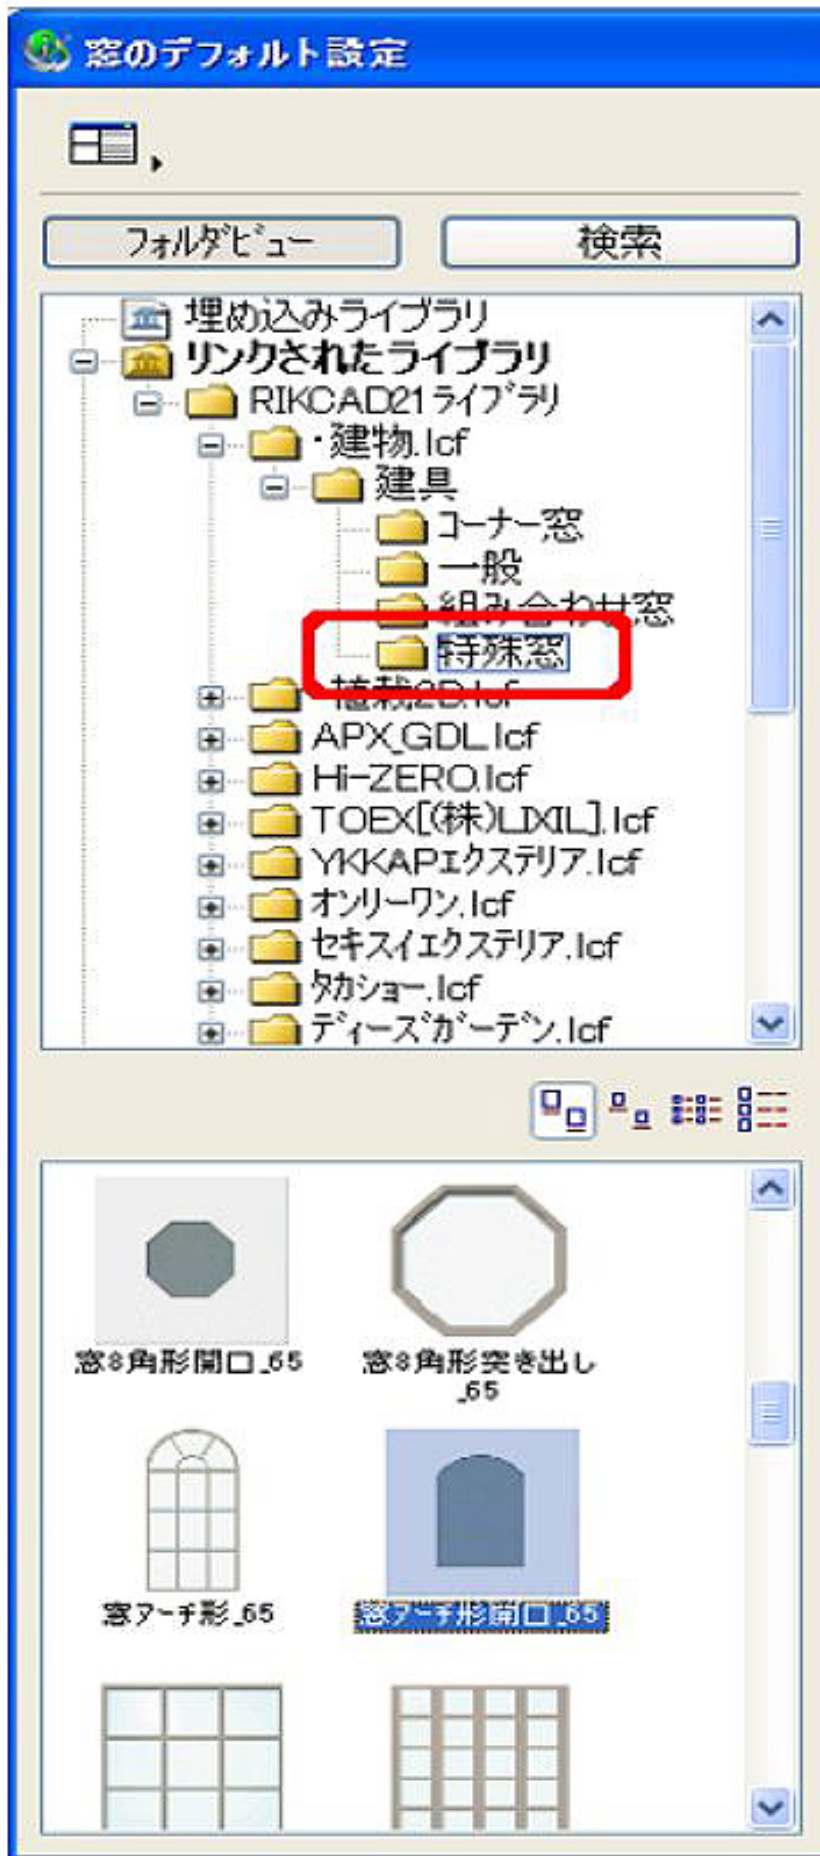 窓のデフォルト設定
フォルダビュー
検索
埋め込みライブラリ
リンクされたライブラリ
RIKCAD21ライブラリ
・建物.lcf
建具
コーナー窓
一般
組み合わせ窓
特殊窓
植栽2D.lcf
APX_GDL.lcf
Hi-ZERO.lcf
TOEX[(株)LIXIL].lcf
YKKAPエクステリア.lcf
オンリーワン.lcf
セキスイエクステリア.lcf
タカショー.lcf
ディーズガーデン.lcf
窓8角形開口_65
窓8角形突き出し
_65
窓アーチ形_65
窓アーチ形開口_65